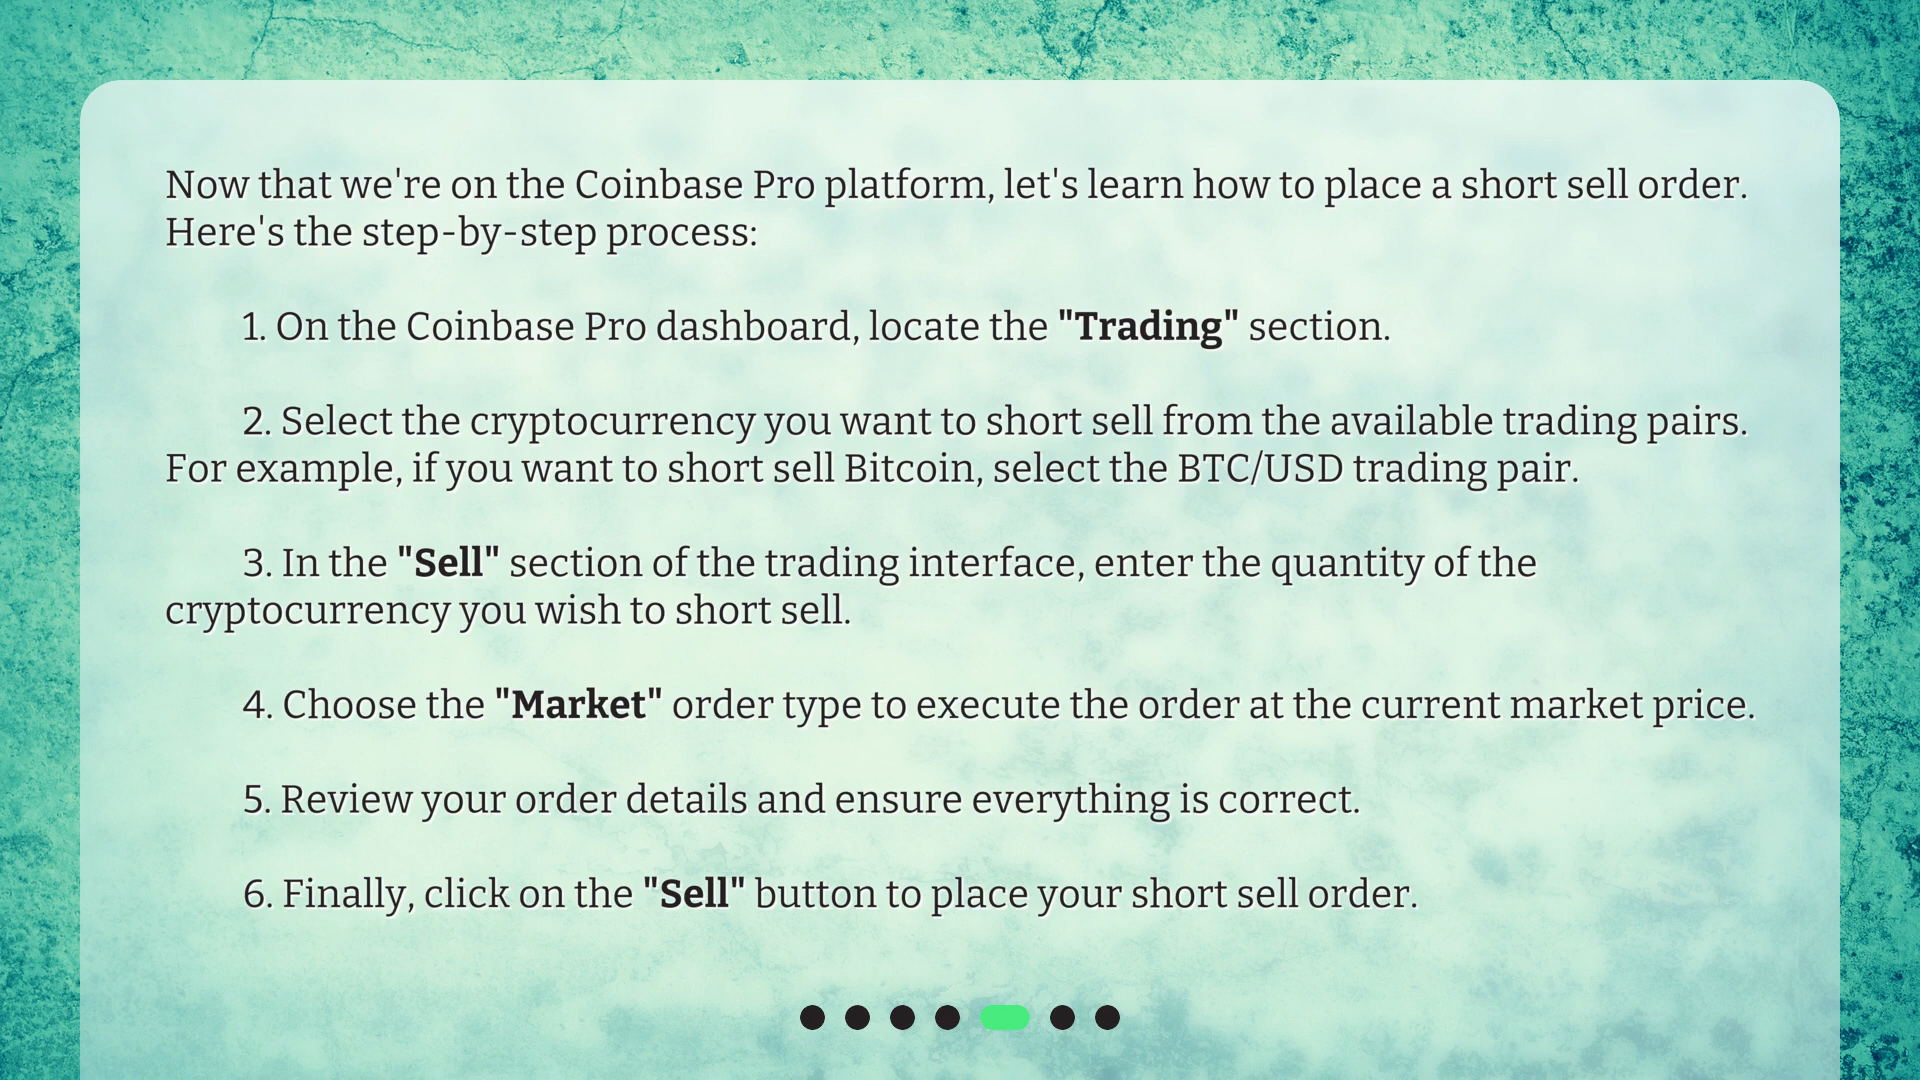 Now that we're on the Coinbase Pro platform, let's learn how to place a short sell order.
Here's the step-by-step process:
1. On the Coinbase Pro dashboard, locate the "Trading" section.
2. Select the cryptocurrency you want to short sell from the available trading pairs.
For example, if you want to short sell Bitcoin, select the BTC/USD trading pair.
3. In the "Sell" section of the trading interface, enter the quantity of the
cryptocurrency you wish to short sell.
4. Choose the "Market" order type to execute the order at the current market price.
5. Review your order details and ensure everything is correct.
6. Finally, click on the "Sell" button to place your short sell order.